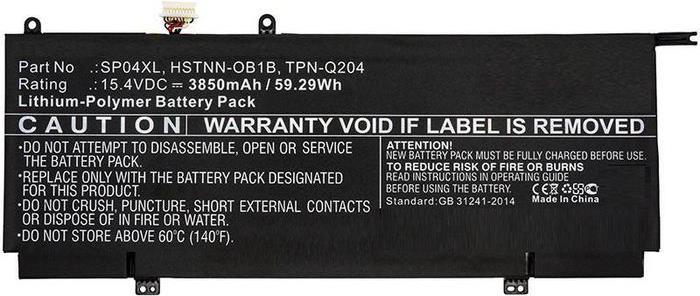 Part No :.SP04XL, HSTNN-OB1B, TPN-Q204
Rating :.15.4VDC ⎓ 3850mAh / 59.29Wh
Lithium-Polymer Battery Pack
CAUTION WARRANTY VOID IF LABEL IS REMOVED
•DO NOT ATTEMPT TO DISASSEMBLE, OPEN OR SERVICE
THE BATTERY PACK.
•REPLACE ONLY WITH THE BATTERY PACK DESIGNATED
FOR THIS PRODUCT.
•DO NOT CRUSH, PUNCTURE, SHORT EXTERNAL CONTACTS
OR DISPOSE OF IN FIRE OR WATER.
•DO NOT STORE ABOVE 60°C (140°F).
ATTENTION!
NEW BATTERY PACK MUST BE FULLY CHARGED BEFORE USE
TO REDUCE RISK OF FIRE OR BURNS
READ INSTRUCTIONS IN OPERATING GUIDE
BEFORE CHARGING OR USE
Standard:GB 31241-2014
CE FC
Made In China